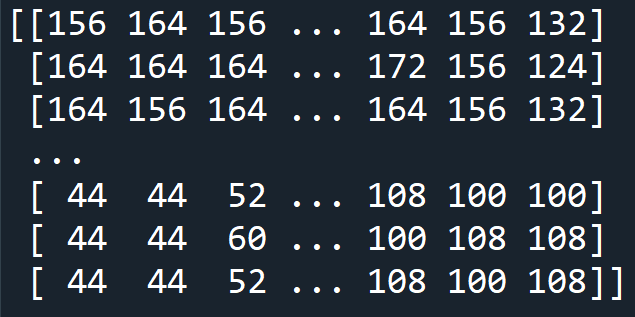 [[156 164 156 ... 164 156 132]
 [164 164 164 ... 172 156 124]
 [164 156 164 ... 164 156 132]
 ...
 [ 44  44  52 ... 108 100 100]
 [ 44  44  60 ... 100 108 108]
 [ 44  44  52 ... 108 100 108]]